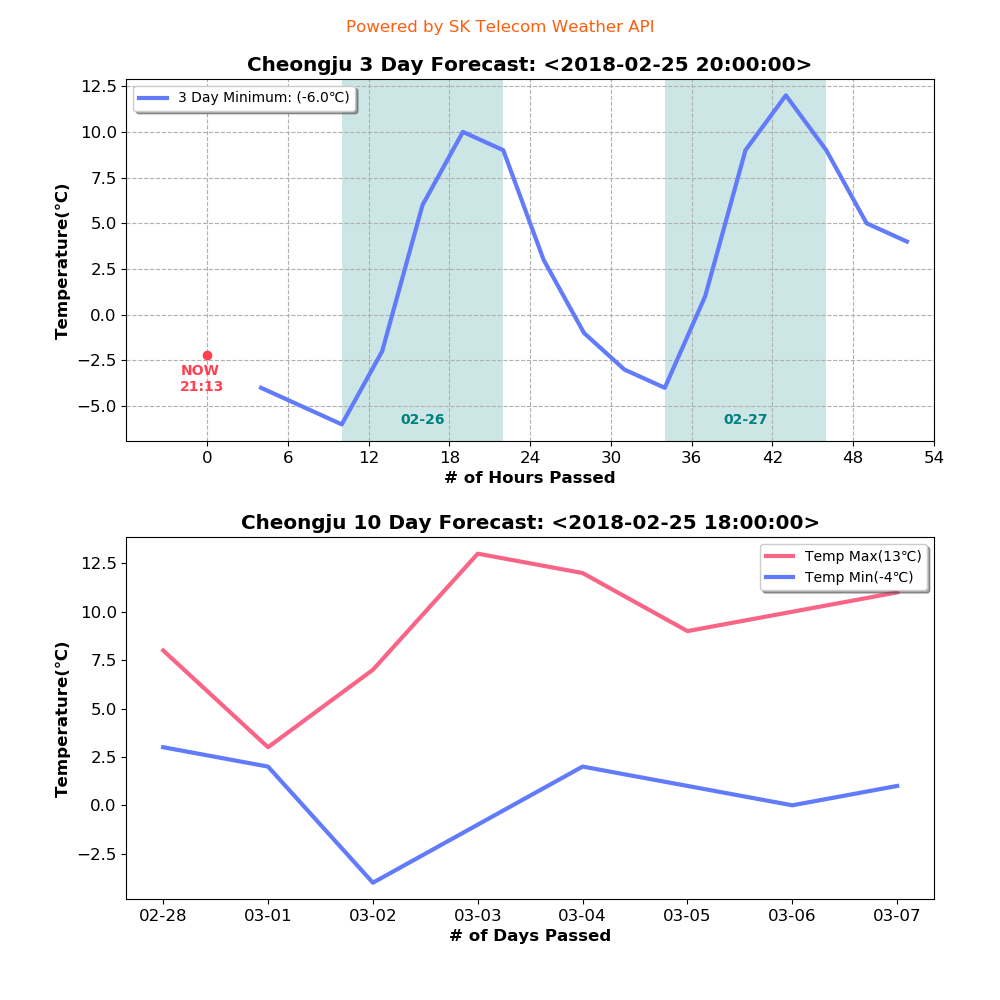 Powered by SK Telecom Weather API
Cheongju 3 Day Forecast: <2018-02-25 20:00:00>
3 Day Minimum: (-6.0℃)
12.5
10.0
7.5
5.0
2.5
0.0
−2.5
−5.0
Temperature(℃)
NOW
21:13
02-26
02-27
0 6 12 18 24 30 36 42 48 54
# of Hours Passed
Cheongju 10 Day Forecast: <2018-02-25 18:00:00>
Temp Max(13℃)
Temp Min(-4℃)
12.5
10.0
7.5
5.0
2.5
0.0
−2.5
Temperature(℃)
02-28 03-01 03-02 03-03 03-04 03-05 03-06 03-07
# of Days Passed